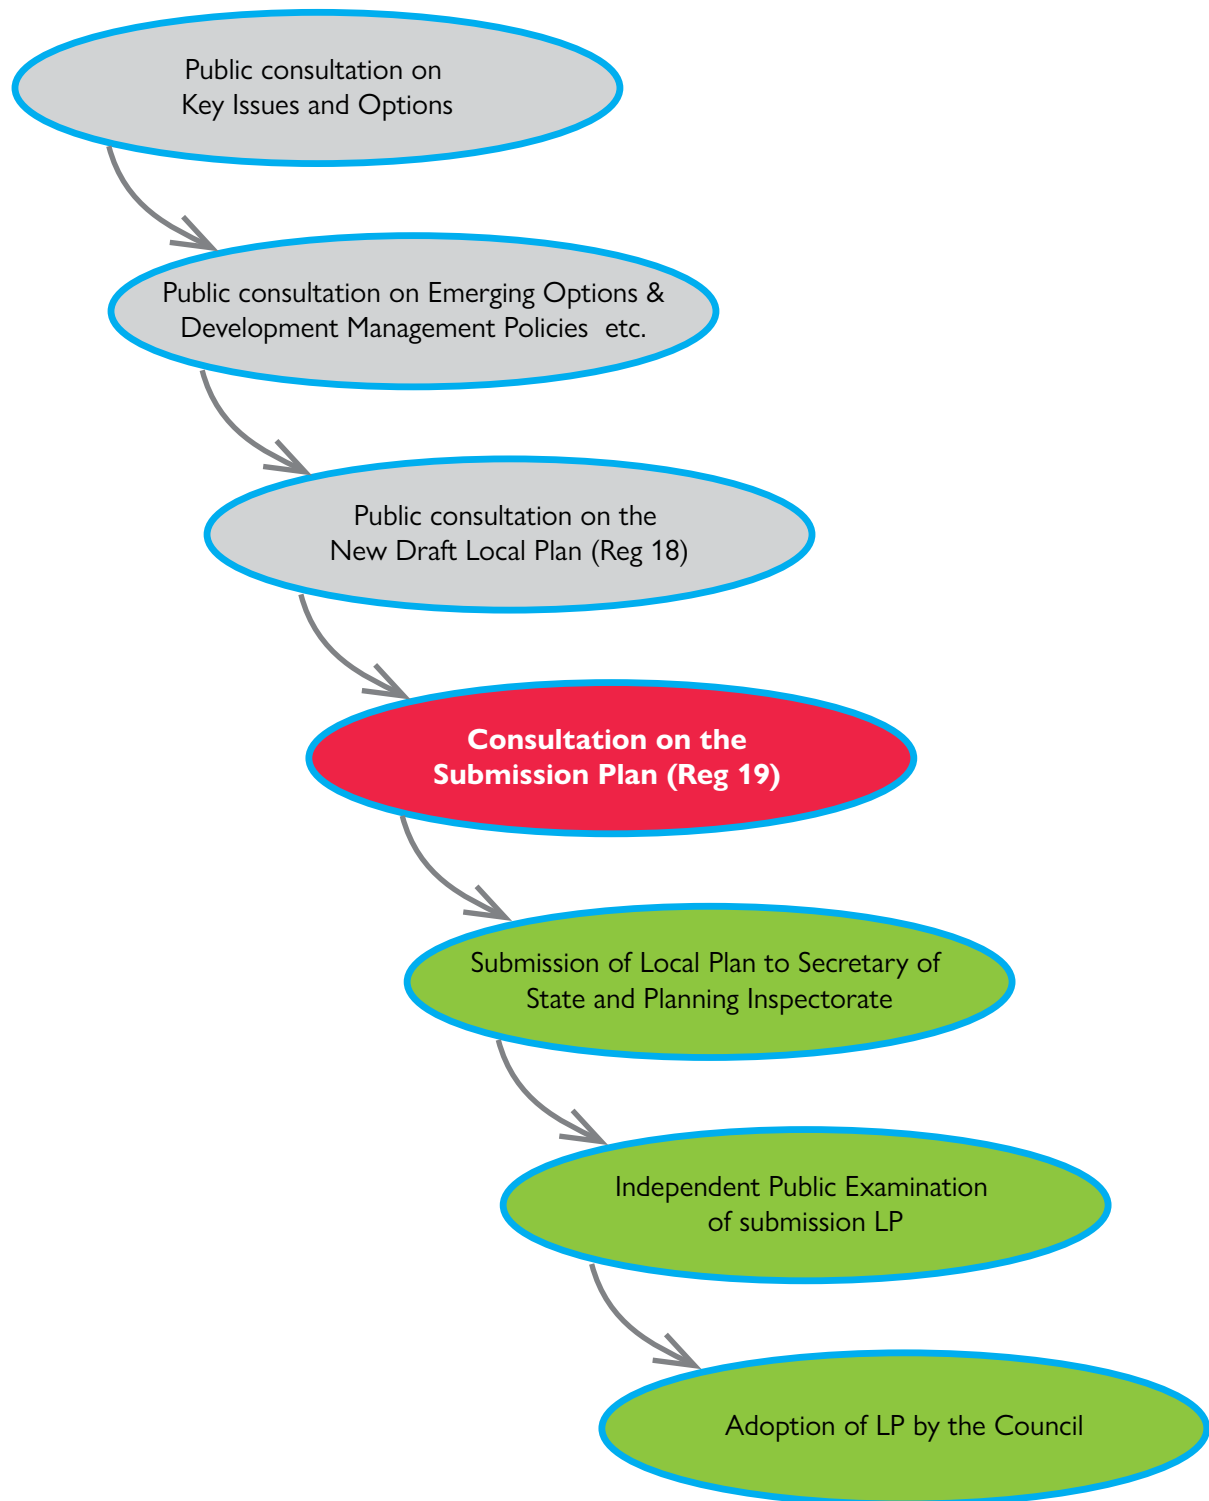 Public consultation on
Key Issues and Options
Public consultation on Emerging Options &
Development Management Policies  etc.
Public consultation on the
New Draft Local Plan (Reg 18)
Consultation on the
Submission Plan (Reg 19)
Submission of Local Plan to Secretary of
State and Planning Inspectorate
Independent Public Examination
of submission LP
Adoption of LP by the Council